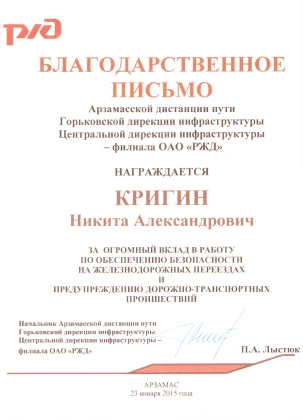 РЖД
БЛАГОДАРСТВЕННОЕ
ПИСЬМО
Арзамасской дистанции пути
Горьковской дирекции инфраструктуры
Центральной дирекции инфраструктуры
– филиала ОАО «РЖД»
НАГРАЖДАЕТСЯ
КРИГИН
Никита Александрович
ЗА ОГРОМНЫЙ ВКЛАД В РАБОТУ
ПО ОБЕСПЕЧЕНИЮ БЕЗОПАСНОСТИ
НА ЖЕЛЕЗНОДОРОЖНЫХ ПЕРЕЕЗДАХ
И
ПРЕДУПРЕЖДЕНИЮ ДОРОЖНО-ТРАНСПОРТНЫХ
ПРОИШЕСТВИЙ
Начальник Арзамасской дистанции пути
Горьковской дирекции инфраструктуры
Центральной дирекции инфраструктуры –
филиала ОАО «РЖД»
П.А. Лыстюк
АРЗАМАС
23 января 2015 года